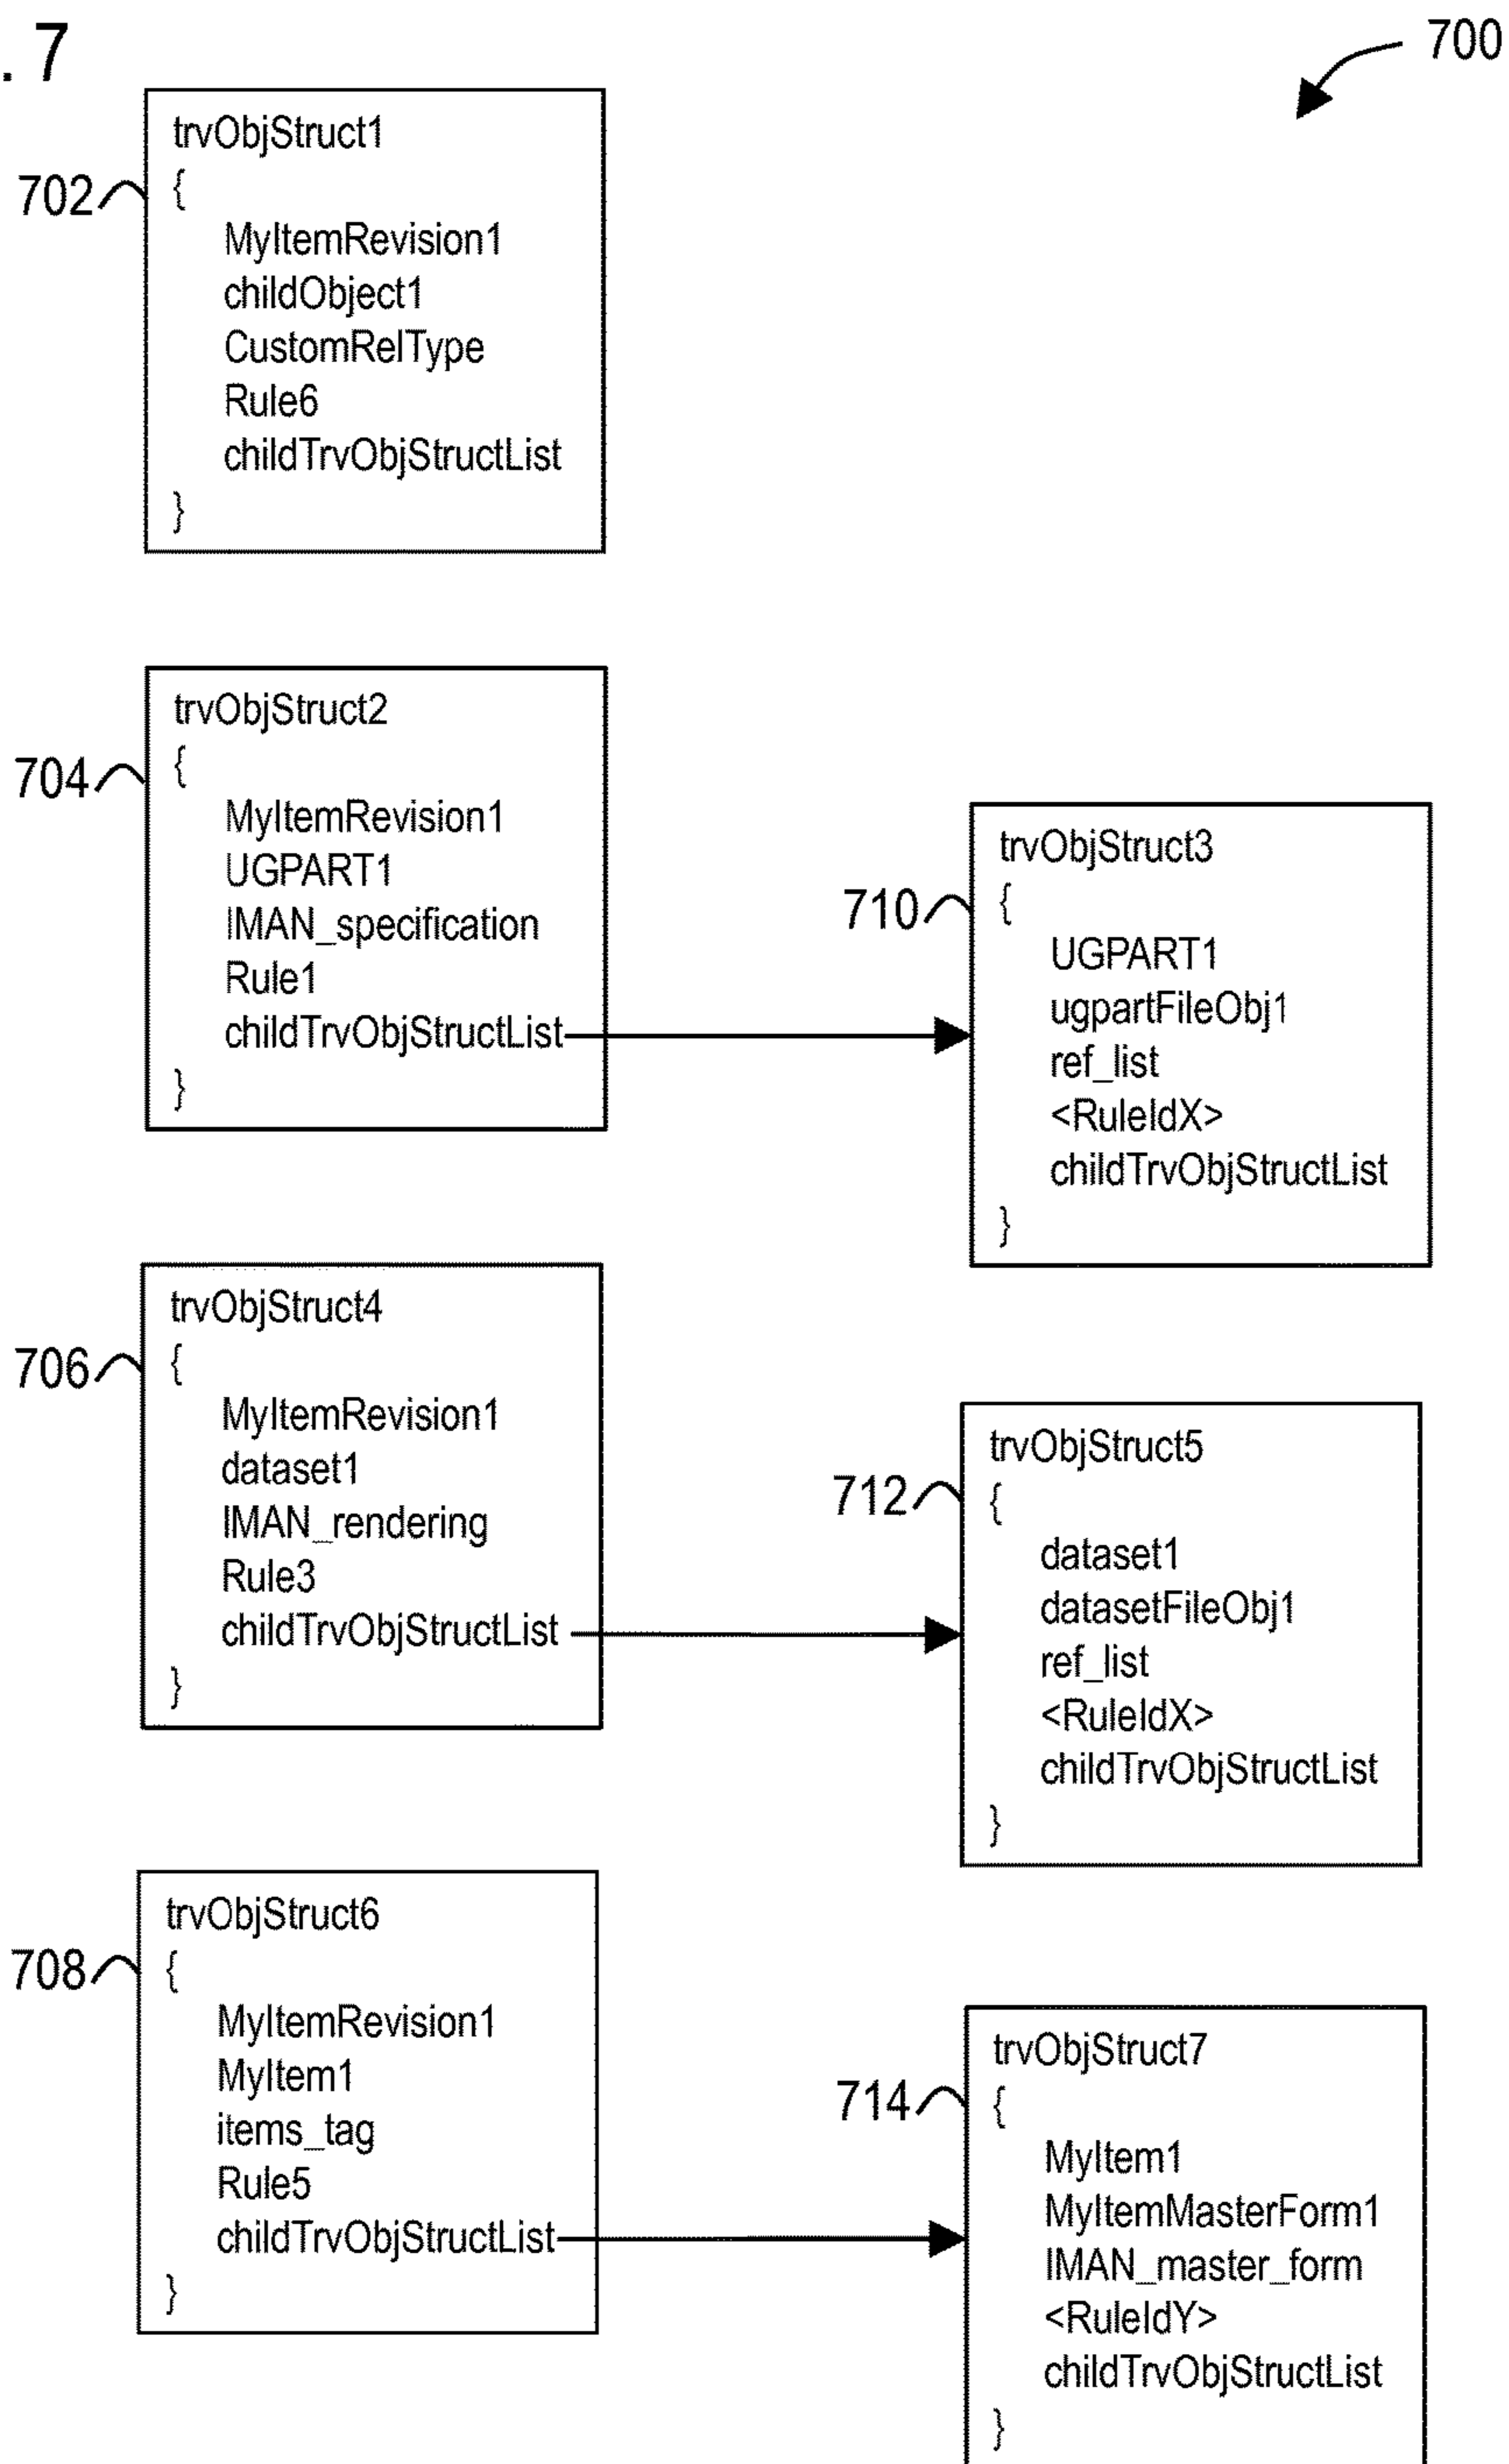 . 7
700
702
trvObjStruct1
{
MyItemRevision1
childObject1
CustomRelType
Rule6
childTrvObjStructList
}
704
trvObjStruct2
{
MyItemRevision1
UGPART1
IMAN_specification
Rule1
childTrvObjStructList
}
710
trvObjStruct3
{
UGPART1
ugpartFileObj1
ref_list
<RuleIdX>
childTrvObjStructList
}
706
trvObjStruct4
{
MyItemRevision1
dataset1
IMAN_rendering
Rule3
childTrvObjStructList
}
712
trvObjStruct5
{
dataset1
datasetFileObj1
ref_list
<RuleIdX>
childTrvObjStructList
}
708
trvObjStruct6
{
MyItemRevision1
MyItem1
items_tag
Rule5
childTrvObjStructList
}
714
trvObjStruct7
{
MyItem1
MyItemMasterForm1
IMAN_master_form
<RuleIdY>
childTrvObjStructList
}